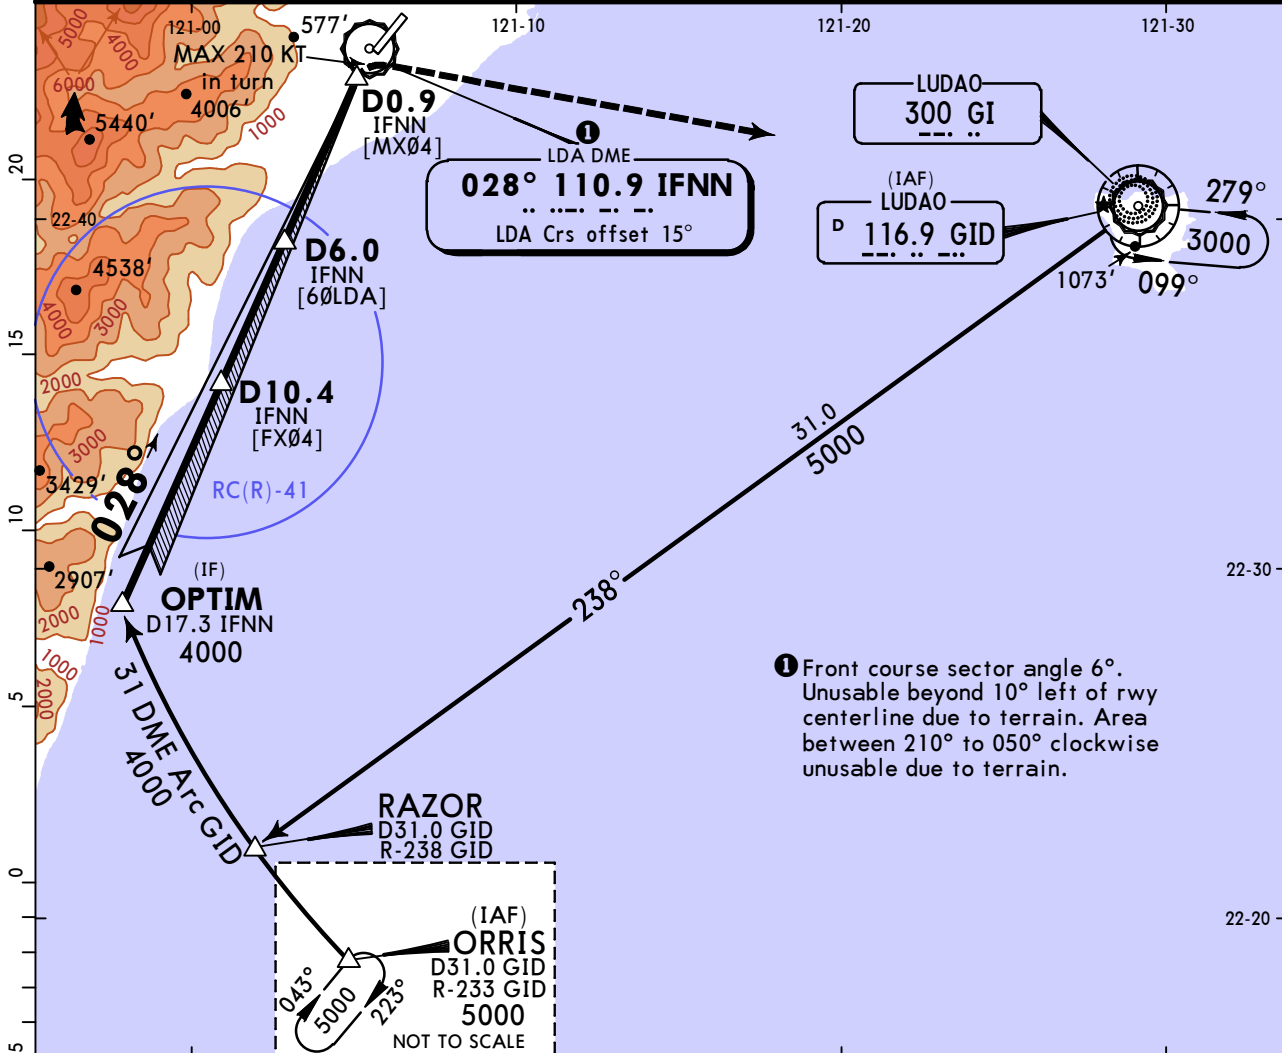 121-00
121-10
121-20
121-30
577'
5000
4000
MAX 210 KT
in turn
4006'
6000
5440'
1000
D0.9
IFNN
[MXØ4]
1
LDA DME
028° 110.9 IFNN
LDA Crs offset 15°
LUDAO
300 GI
(IAF)
LUDAO
D 116.9 GID
279°
3000
099°
1073'
20
22-40
4538'
4000
3000
D6.0
IFNN
[6ØLDA]
15
2000
D10.4
IFNN
[FXØ4]
3000
3429'
028°
RC(R)-41
31.0
5000
10
2907'
2000
1000
(IF)
OPTIM
D17.3 IFNN
4000
238°
22-30
1000
2000
5
31 DME Arc GID
4000
1 Front course sector angle 6°.
Unusable beyond 10° left of rwy
centerline due to terrain. Area
between 210° to 050° clockwise
unusable due to terrain.
RAZOR
D31.0 GID
R-238 GID
0
22-20
(IAF)
ORRIS
D31.0 GID
R-233 GID
5000
043°
5000
223°
NOT TO SCALE
5